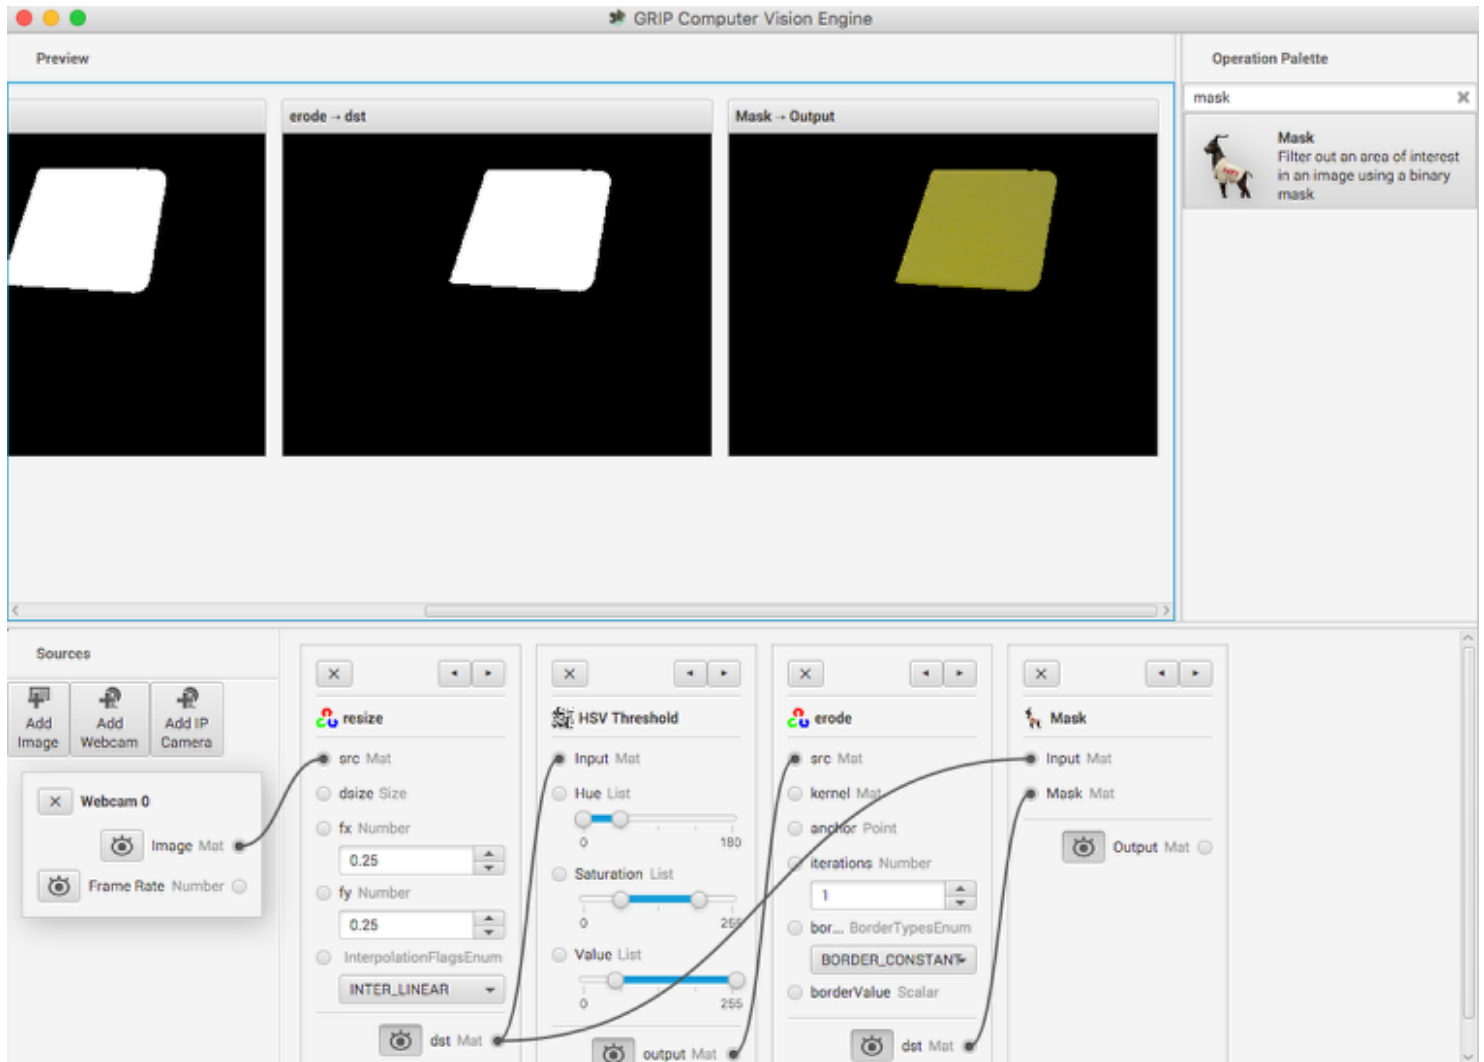 GRIP Computer Vision Engine
Preview
Operation Palette
mask
erode → dst
Mask → Output
Mask
Filter out an area of interest
in an image using a binary
mask
Sources
Add
Image
Add
Webcam
Add IP
Camera
Webcam 0
Image Mat
Frame Rate Number
resize
src Mat
dsize Size
fx Number
0.25
fy Number
0.25
InterpolationFlagsEnum
INTER_LINEAR
dst Mat
HSV Threshold
Input Mat
Hue List
0 180
Saturation List
0 255
Value List
0 255
output Mat
erode
src Mat
kernel Mat
anchor Point
iterations Number
1
bor... BorderTypesEnum
BORDER_CONSTANT
borderValue Scalar
dst Mat
Mask
Input Mat
Mask Mat
Output Mat